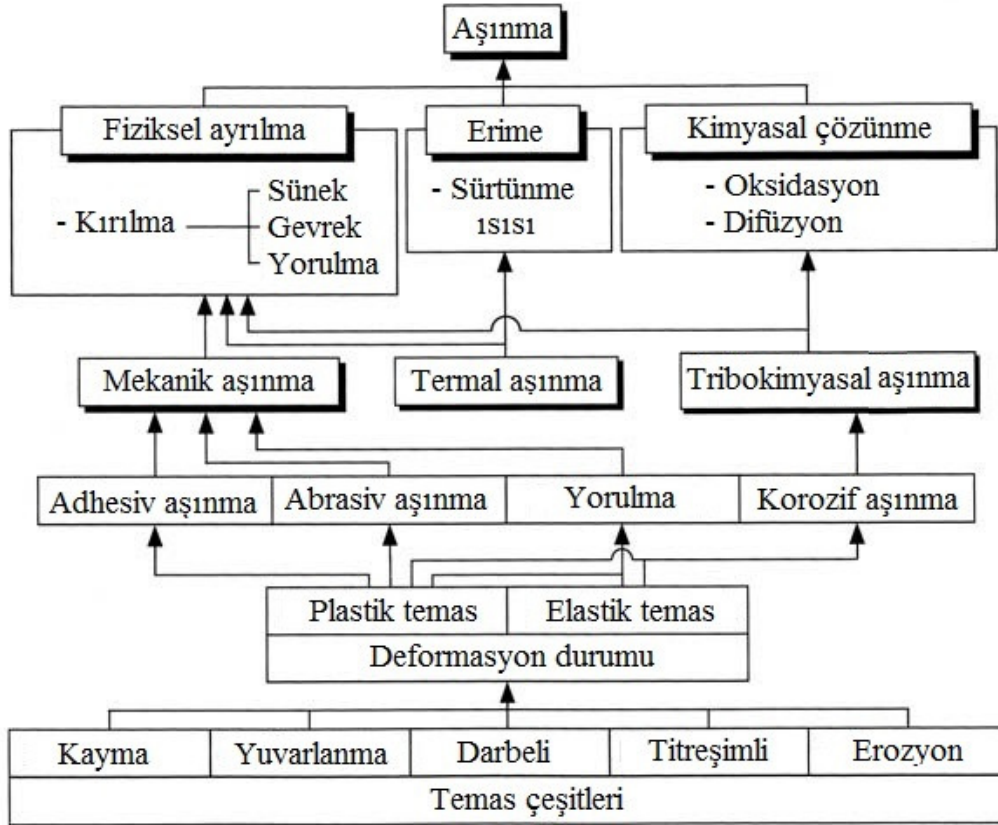 Aşınma
Fiziksel ayrılma
Erime
Kimyasal çözünme
- Kırılma
Sünek
Gevrek
Yorulma
- Sürtünme
ısısı
- Oksidasyon
- Difüzyon
Mekanik aşınma
Termal aşınma
Tribokimyasal aşınma
Adhesiv aşınma
Abrasiv aşınma
Yorulma
Korozif aşınma
Plastik temas
Elastik temas
Deformasyon durumu
Kayma
Yuvarlanma
Darbeli
Titreşimli
Erozyon
Temas çeşitleri